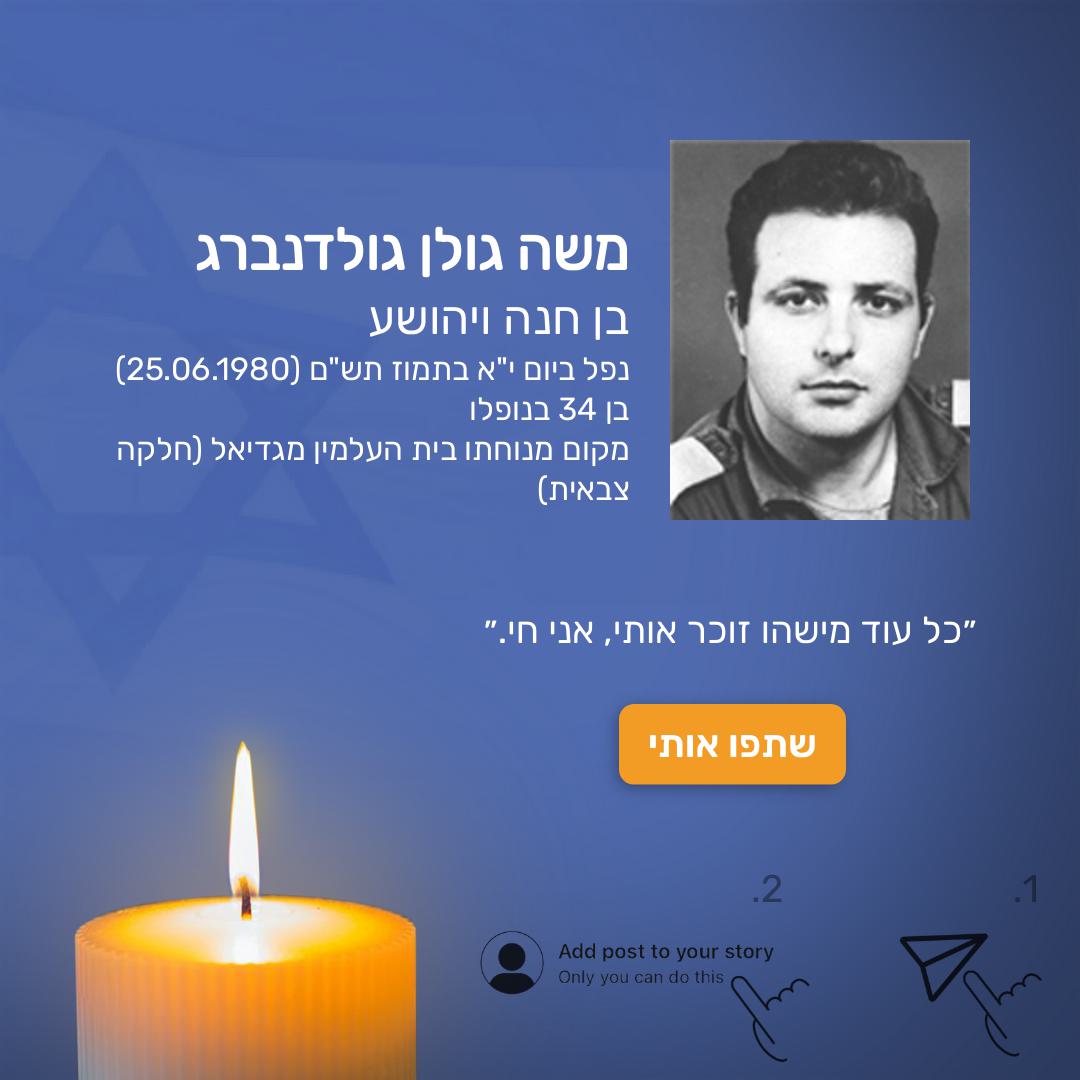 משה גולן גולדנברג
בן חנה ויהושע
נפל ביום י"א בתמוז תש"ם (25.06.1980)
בן 34 בנופלו
מקום מנוחתו בית העלמין מגדיאל (חלקה
צבאית)
״כל עוד מישהו זוכר אותי, אני חי.״
שתפו אותי
1.
2.
Add post to your story
Only you can do this